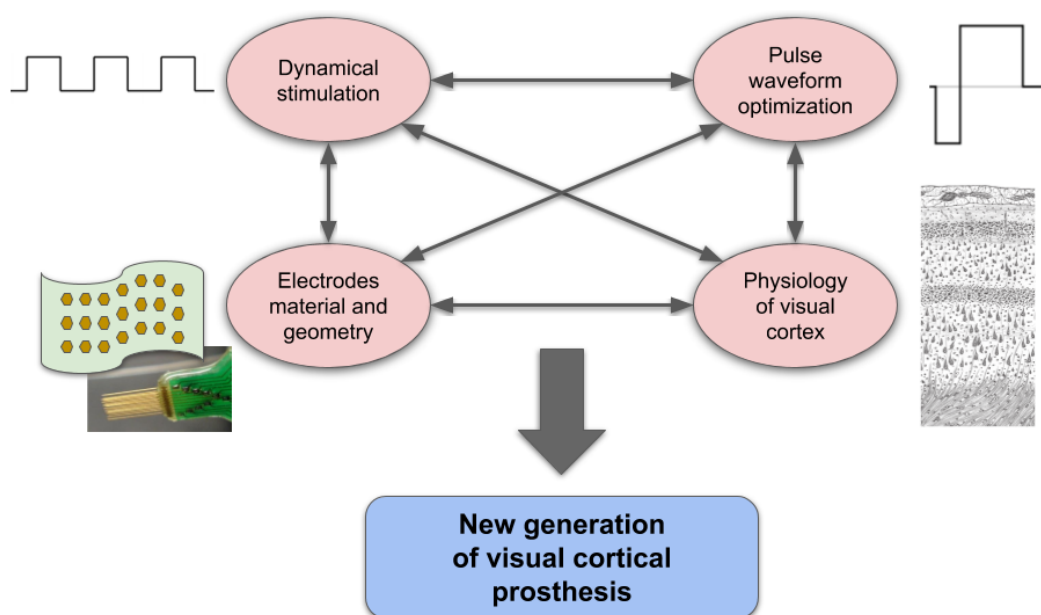 Dynamical
stimulation
Pulse
waveform
optimization
Electrodes
material and
geometry
Physiology
of visual
cortex
New generation
of visual cortical
prosthesis